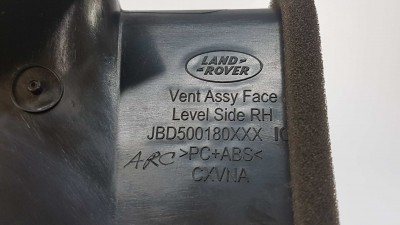 LAND
ROVER
Vent Assy Face
Level Side RH
JBD500180XXX
ARC >PC+ABS<
CXVNA